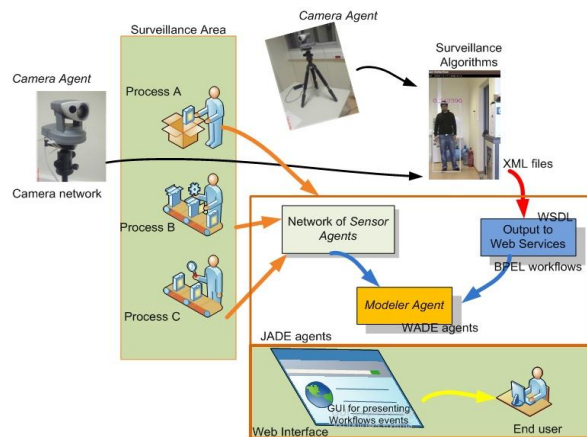 Surveillance Area
Camera Agent
Camera Agent
Surveillance
Algorithms
Process A
Camera network
XML files
Process B
Network of Sensor
Agents
WSDL
Output to
Web Services
BPEL workflows
Process C
Modeler Agent
WADE agents
JADE agents
GUI for presenting
Workflows events
Web Interface
End user